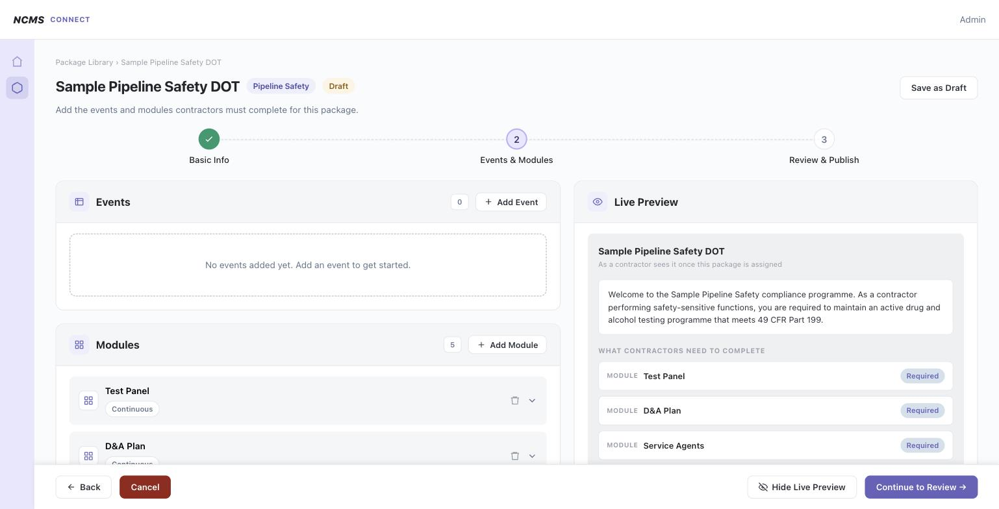 NCMS CONNECT
Admin
Package Library › Sample Pipeline Safety DOT
Sample Pipeline Safety DOT
Pipeline Safety
Draft
Save as Draft
Add the events and modules contractors must complete for this package.
2
3
Basic Info
Events & Modules
Review & Publish
Events
0
+ Add Event
No events added yet. Add an event to get started.
Modules
5
+ Add Module
Test Panel
Continuous
D&A Plan
Continuous
Live Preview
Sample Pipeline Safety DOT
As a contractor sees it once this package is assigned
Welcome to the Sample Pipeline Safety compliance programme. As a contractor
performing safety-sensitive functions, you are required to maintain an active drug and
alcohol testing programme that meets 49 CFR Part 199.
WHAT CONTRACTORS NEED TO COMPLETE
MODULE Test Panel Required
MODULE D&A Plan Required
MODULE Service Agents Required
← Back
Cancel
Hide Live Preview
Continue to Review →